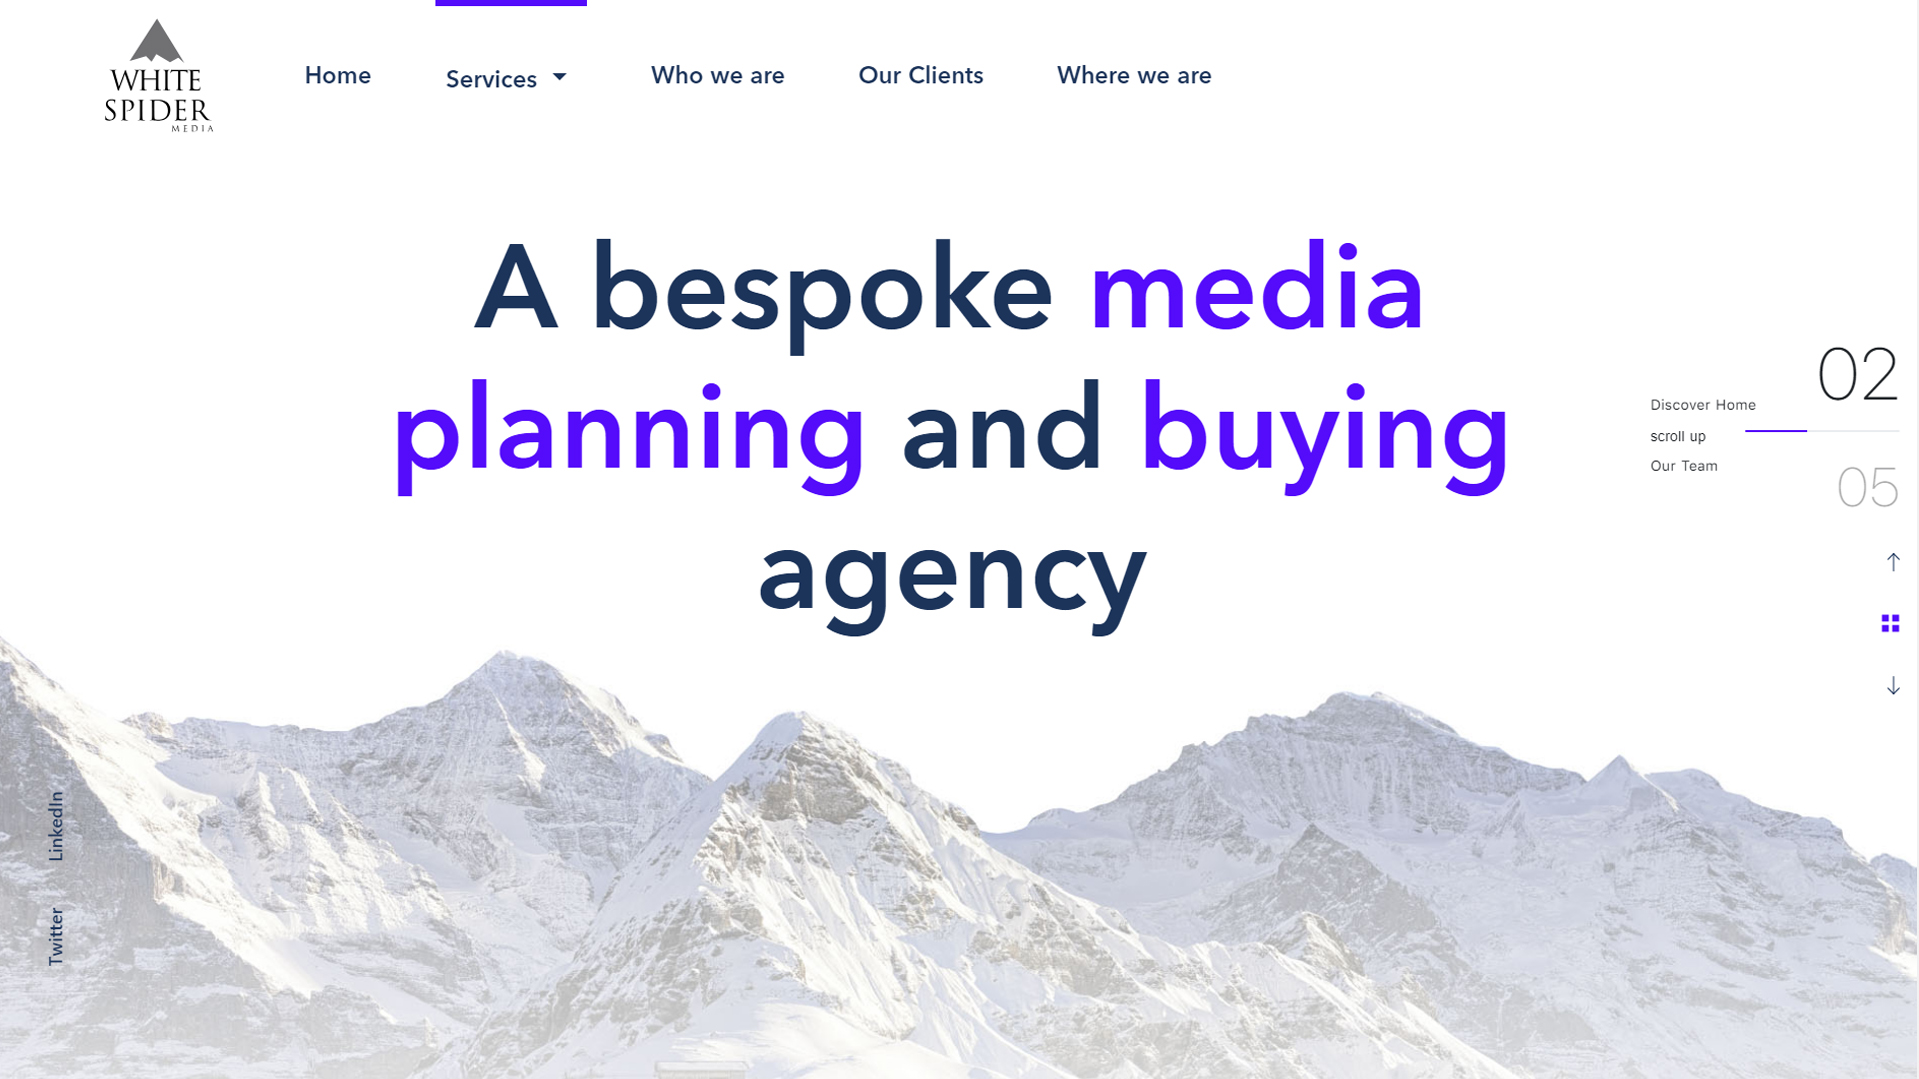 WHITE
SPIDER
MEDIA
Home
Services
Who we are
Our Clients
Where we are
A bespoke media
planning and buying
agency
02
Discover Home
scroll up
Our Team
05
LinkedIn
Twitter